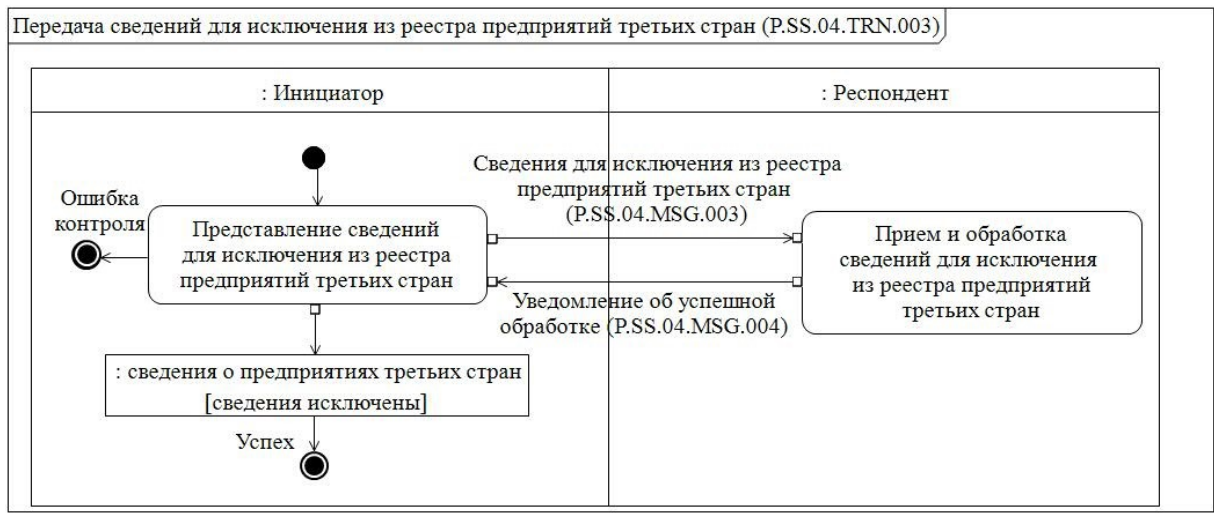 Передача сведений для исключения из реестра предприятий третьих стран (P.SS.04.TRN.003)
: Инициатор
: Респондент
Сведения для исключения из реестра
предприятий третьих стран
(P.SS.04.MSG.003)
Ошибка
контроля
Представление сведений
для исключения из реестра
предприятий третьих стран
Прием и обработка
сведений для исключения
из реестра предприятий
третьих стран
Уведомление об успешной
обработке (P.SS.04.MSG.004)
: сведения о предприятиях третьих стран
[сведения исключены]
Успех